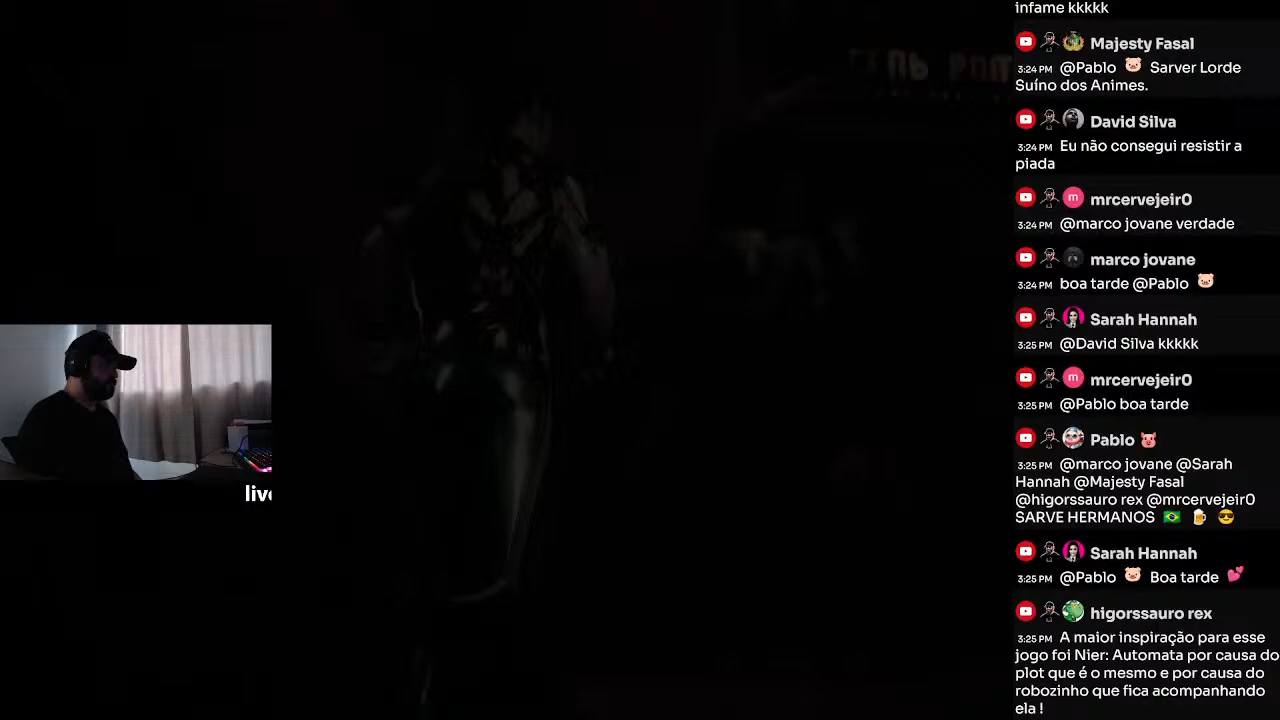 infame kkkkk
Majesty Fasal
3:24 PM @Pablo 🐷 Sarver Lorde
Suíno dos Animes.
David Silva
3:24 PM Eu não consegui resistir a
piada
mrcervejeir0
3:24 PM @marco jovane verdade
marco jovane
3:24 PM boa tarde @Pablo 🐷
Sarah Hannah
3:25 PM @David Silva kkkkk
mrcervejeir0
3:25 PM @Pablo boa tarde
Pablo 🐷
3:25 PM @marco jovane @Sarah
Hannah @Majesty Fasal
@higorssauro rex @mrcervejeir0
SARVE HERMANOS 🇧🇷 🍺 😎
Sarah Hannah
3:25 PM @Pablo 🐷 Boa tarde 💕
higorssauro rex
3:25 PM A maior inspiração para esse
jogo foi Nier: Automata por causa do
plot que é o mesmo e por causa do
robozinho que fica acompanhando
ela !
live